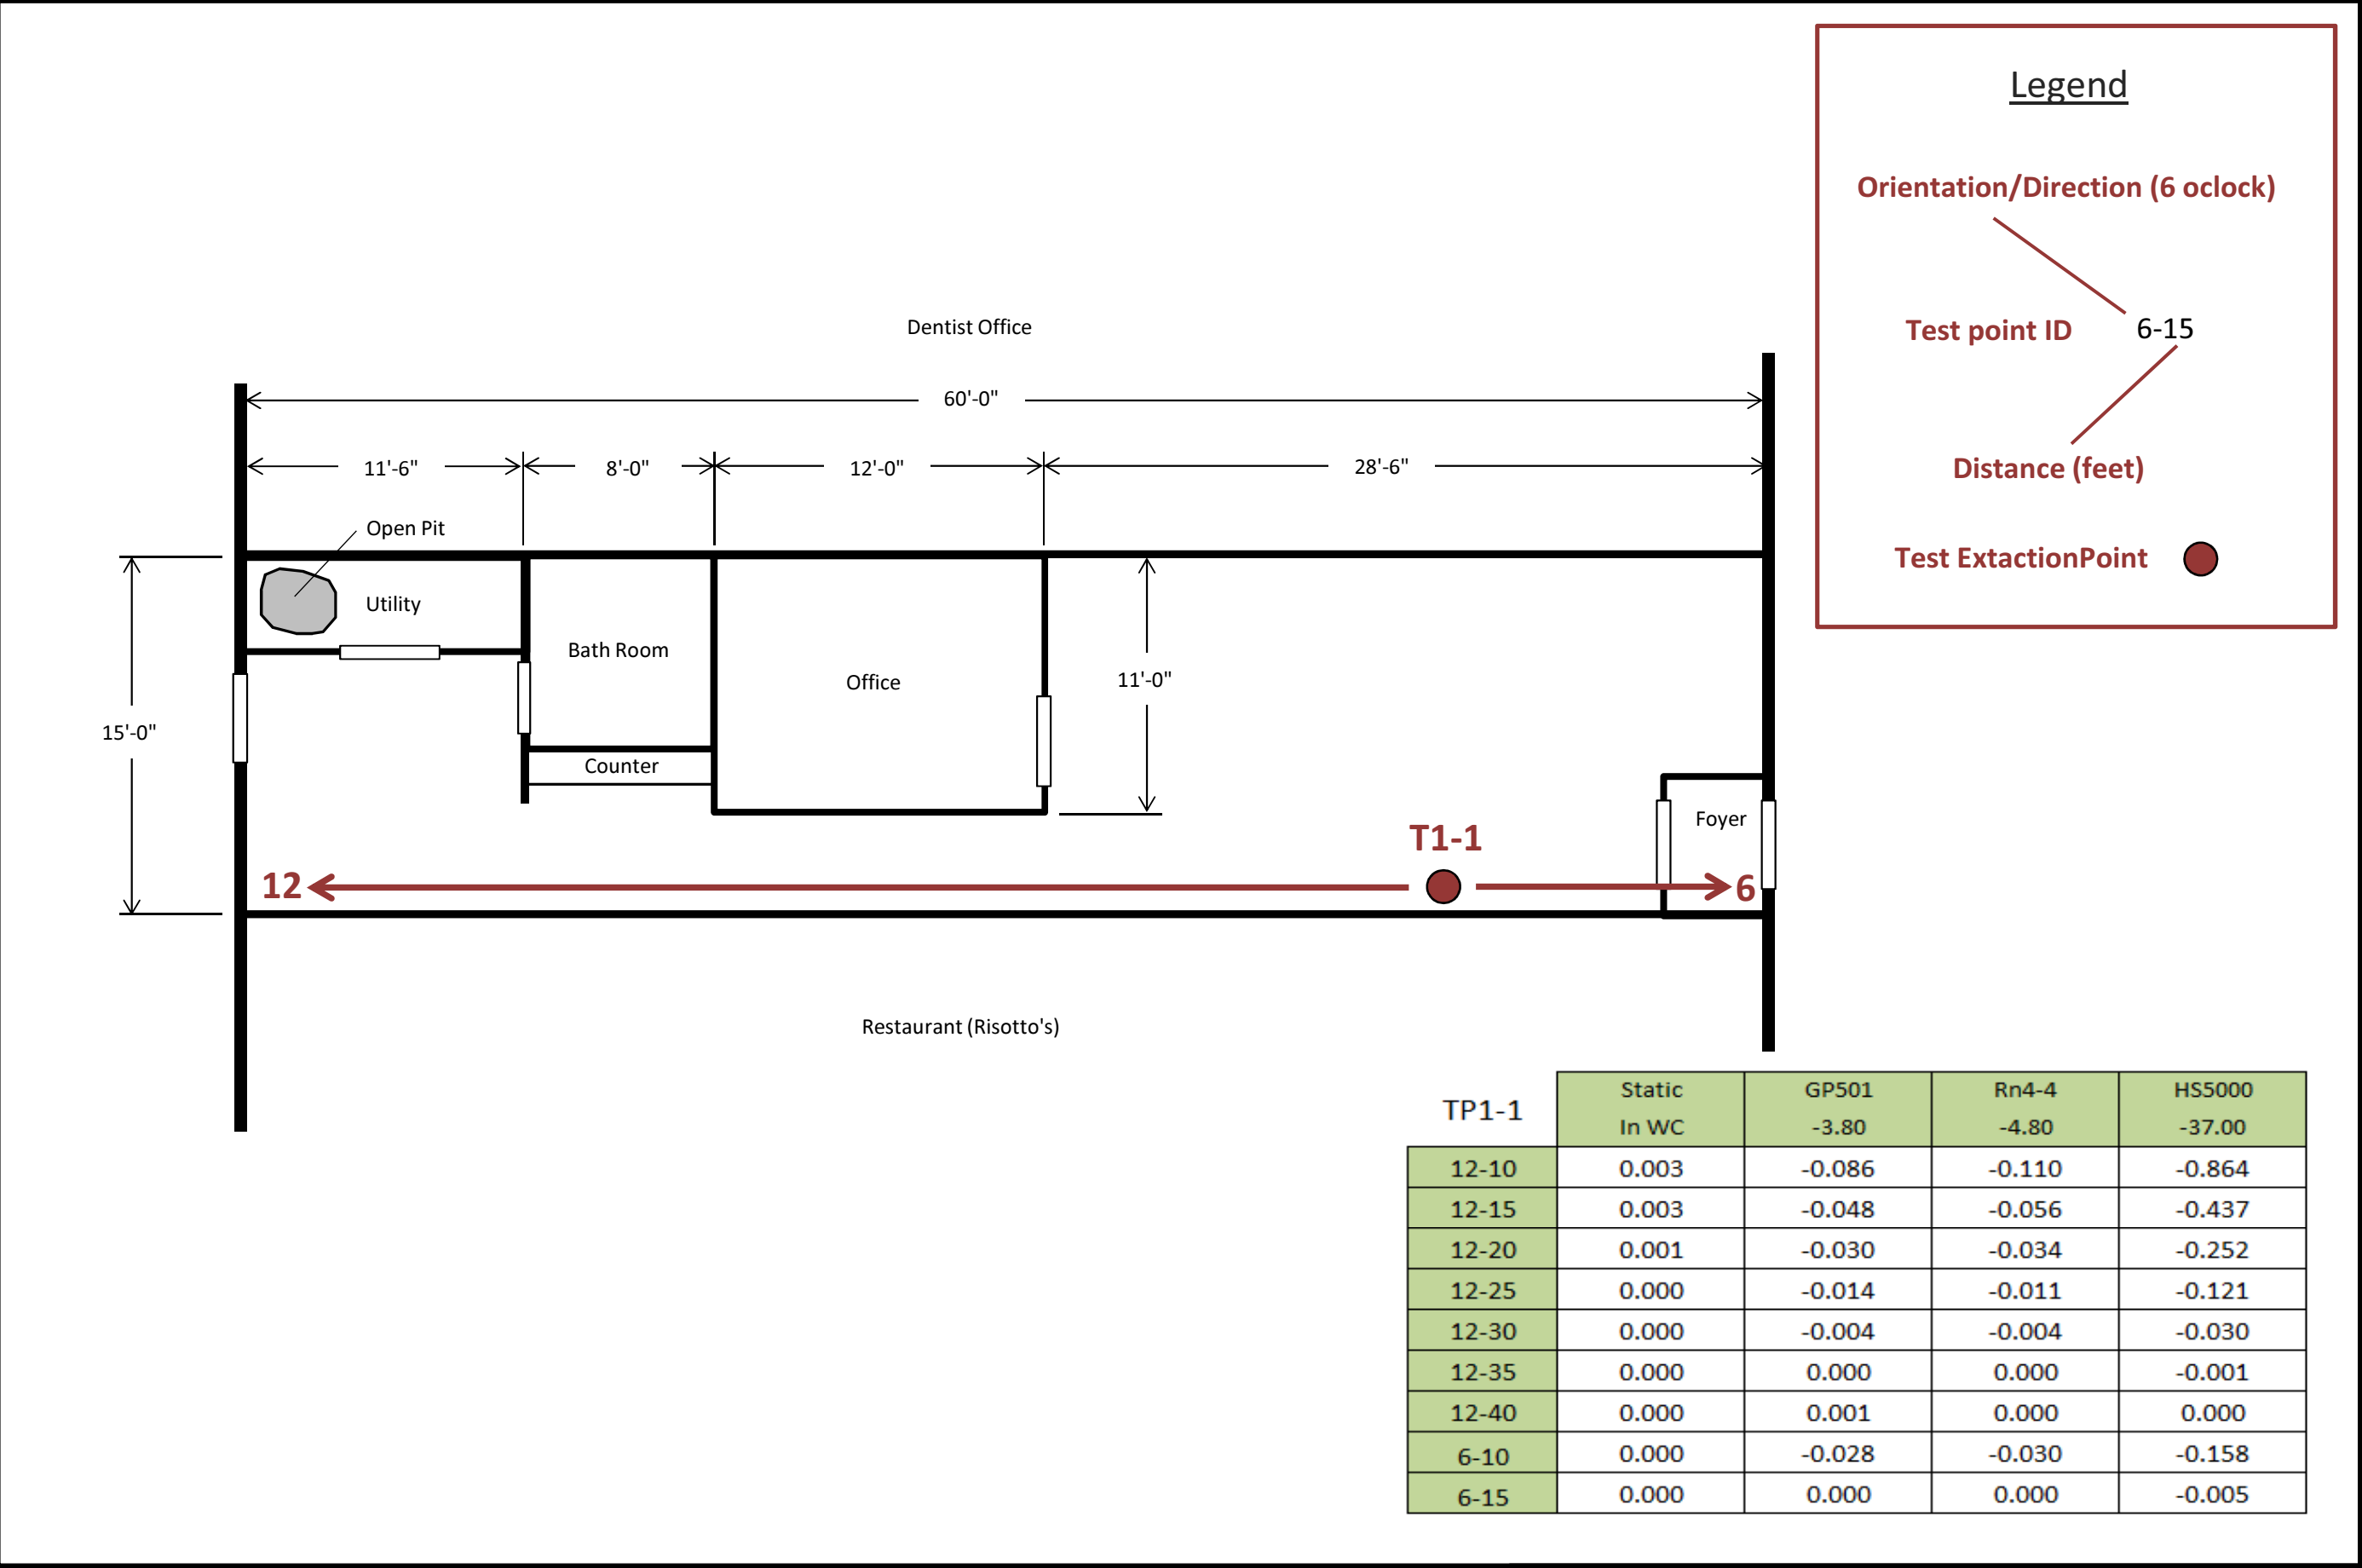 Legend
Orientation/Direction (6 oclock)
Test point ID 6-15
Distance (feet)
Test ExtactionPoint
Dentist Office
60'-0"
11'-6" 8'-0" 12'-0" 28'-6"
Open Pit
Utility
Bath Room
Office
11'-0"
15'-0"
Counter
Foyer
T1-1
12 6
Restaurant (Risotto's)
TP1-1 Static GP501 Rn4-4 HS5000
In WC -3.80 -4.80 -37.00
12-10 0.003 -0.086 -0.110 -0.864
12-15 0.003 -0.048 -0.056 -0.437
12-20 0.001 -0.030 -0.034 -0.252
12-25 0.000 -0.014 -0.011 -0.121
12-30 0.000 -0.004 -0.004 -0.030
12-35 0.000 0.000 0.000 -0.001
12-40 0.000 0.001 0.000 0.000
6-10 0.000 -0.028 -0.030 -0.158
6-15 0.000 0.000 0.000 -0.005